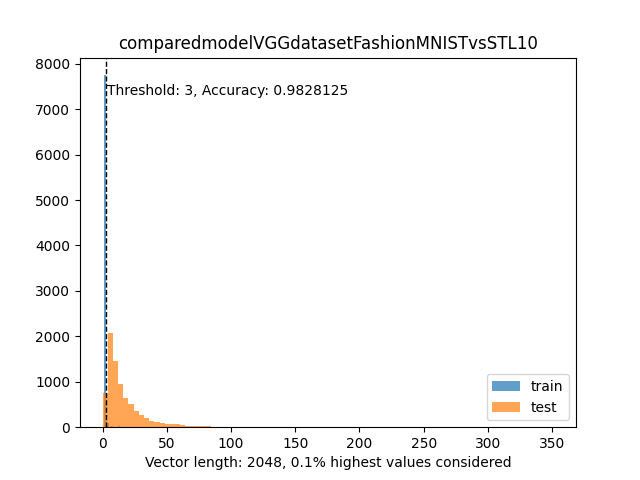 comparedmodelVGGdatasetFashionMNISTvsSTL10
8000
7000
6000
5000
4000
3000
2000
1000
0
Threshold: 3, Accuracy: 0.9828125
train
test
0 50 100 150 200 250 300 350
Vector length: 2048, 0.1% highest values considered